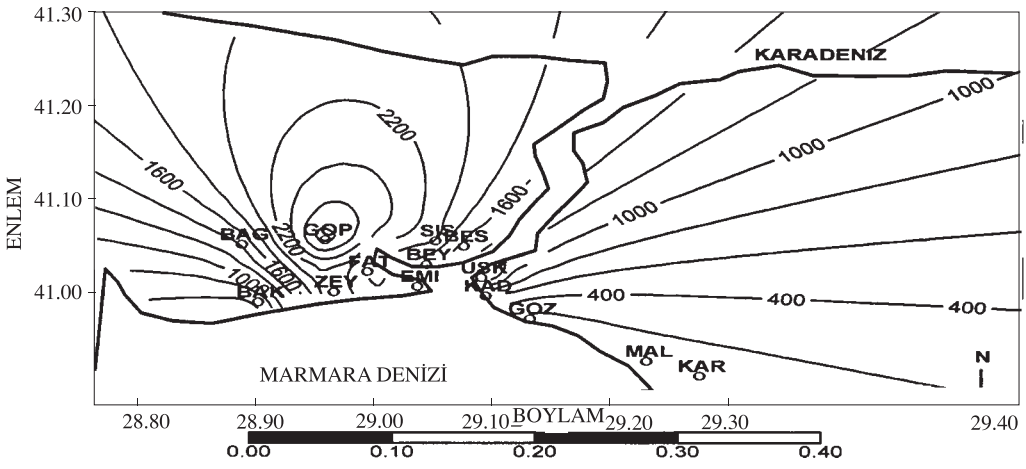 41.30
KARADENİZ
41.20
2200
1000
1600
1000
ENLEM
41.10
1600-
1000
BAG
GOP
2200
SIS
BES
FAT
BEY
1600
USK
1000
EMI
ZEY
BAK
KAD
41.00
400
400
400
GOZ
MAL
KAR
N
MARMARA DENİZİ
28.80
28.90
29.00
29.10
BOYLAM
29.20
29.30
29.40
0.00
0.10
0.20
0.30
0.40